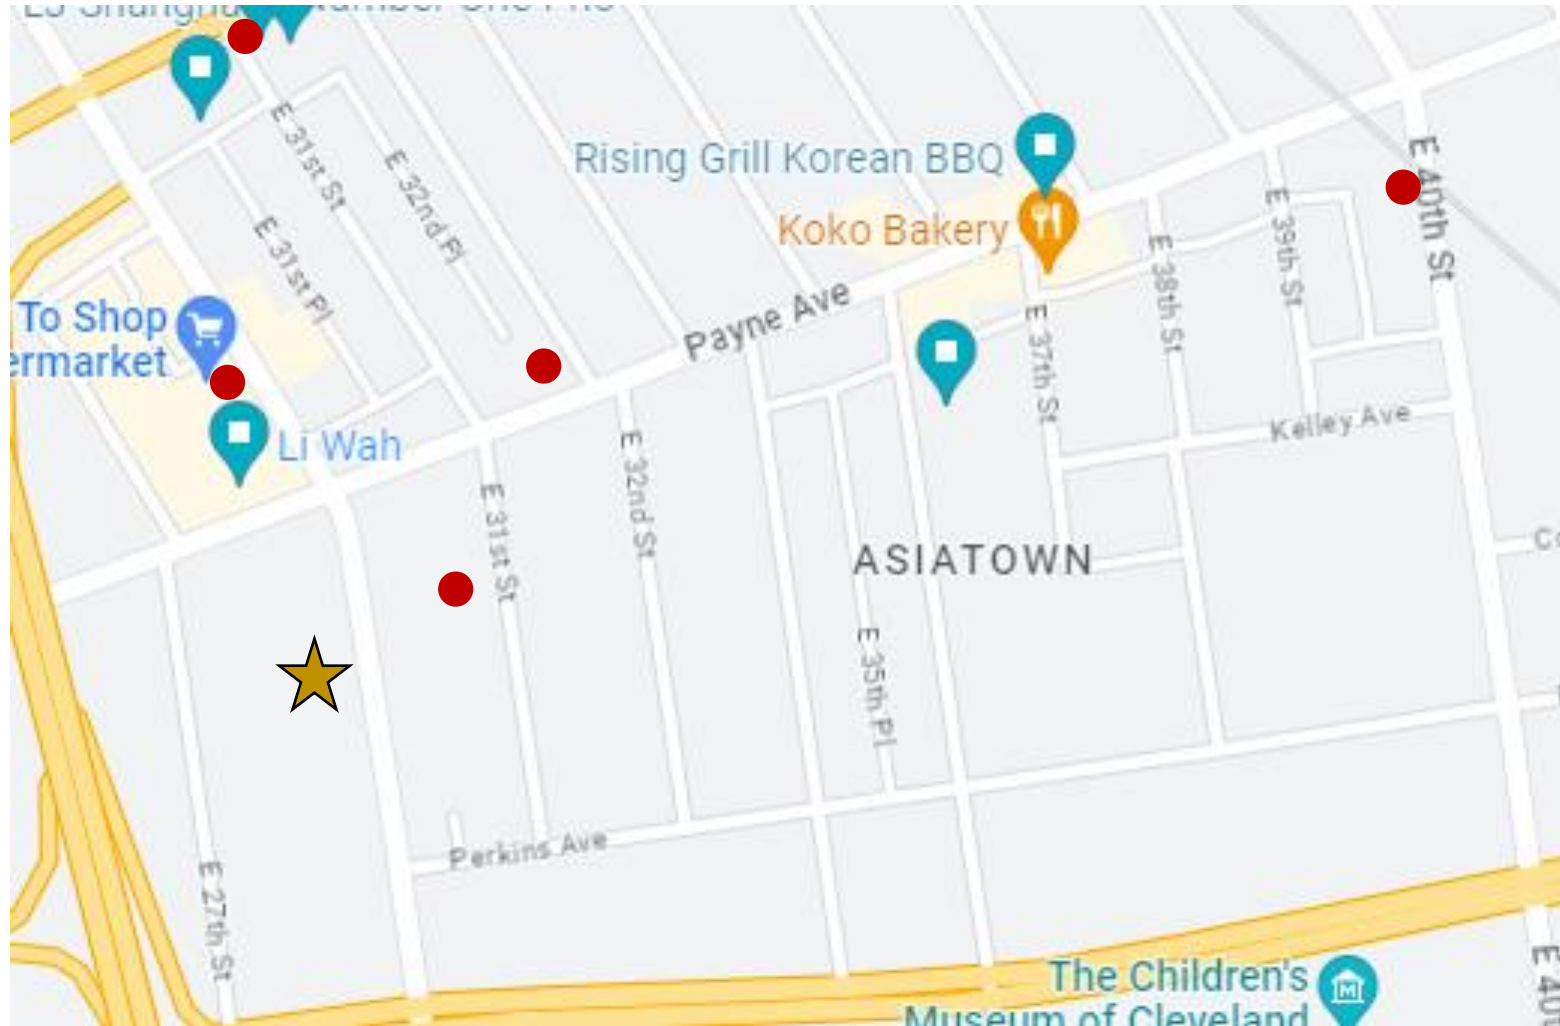 Rising Grill Korean BBQ
Koko Bakery
E 31st St
E 32nd Pl
E 31st Pl
E 40th St
E 39th St
E 38th St
To Shop
ermarket
Payne Ave
E 37th St
Li Wah
Kelley Ave
E 31st St
E 32nd St
ASIATOWN
E 35th Pl
Perkins Ave
E 27th St
The Children's
Museum of Cleveland
E 40